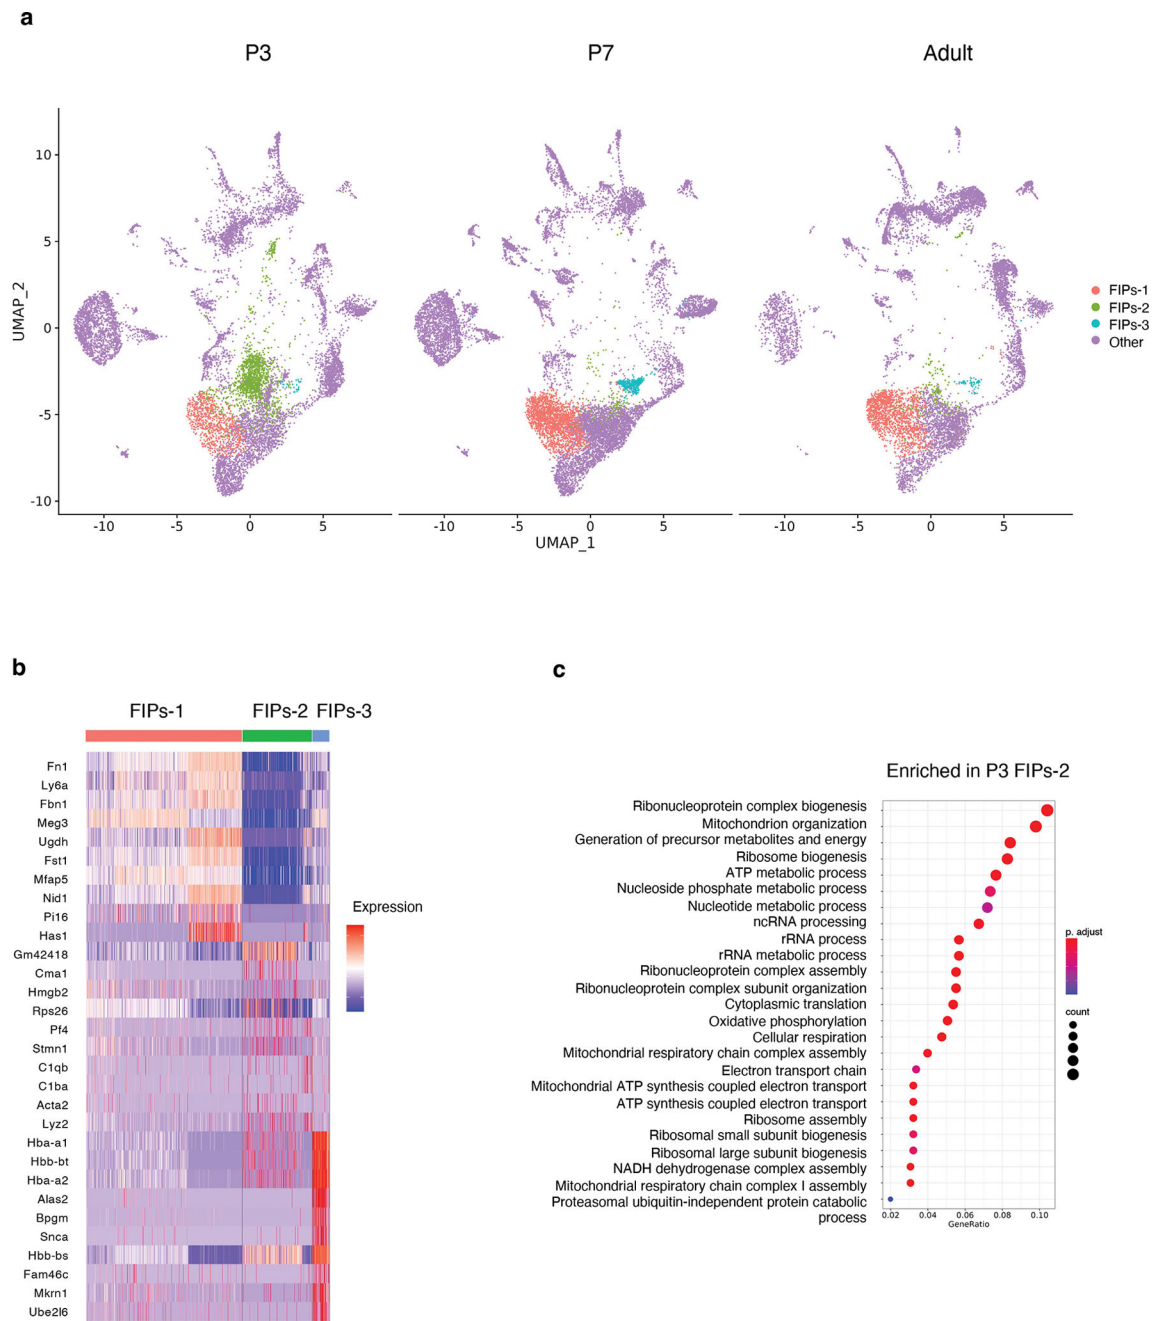 a
P3
P7
Adult
10
5
0
-5
-10
UMAP_2
-10
-5
0
5
-10
-5
0
5
-10
-5
0
5
UMAP_1
FIPs-1
FIPs-2
FIPs-3
Other
b
FIPs-1
FIPs-2
FIPs-3
Fn1
Ly6a
Fbn1
Meg3
Ugdh
Fst1
Mfap5
Nid1
Pi16
Has1
Gm42418
Cma1
Hmgb2
Rps26
Pf4
Stmn1
C1qb
C1ba
Acta2
Lyz2
Hba-a1
Hbb-bt
Hba-a2
Alas2
Bpgm
Snca
Hbb-bs
Fam46c
Mkrn1
Ube2l6
Expression
c
Enriched in P3 FIPs-2
Ribonucleoprotein complex biogenesis
Mitochondrion organization
Generation of precursor metabolites and energy
Ribosome biogenesis
ATP metabolic process
Nucleoside phosphate metabolic process
Nucleotide metabolic process
ncRNA processing
rRNA process
rRNA metabolic process
Ribonucleoprotein complex assembly
Ribonucleoprotein complex subunit organization
Cytoplasmic translation
Oxidative phosphorylation
Cellular respiration
Mitochondrial respiratory chain complex assembly
Electron transport chain
Mitochondrial ATP synthesis coupled electron transport
ATP synthesis coupled electron transport
Ribosome assembly
Ribosomal small subunit biogenesis
Ribosomal large subunit biogenesis
NADH dehydrogenase complex assembly
Mitochondrial respiratory chain complex I assembly
Proteasomal ubiquitin-independent protein catabolic
process
0.02
0.04
0.06
0.08
0.10
GeneRatio
p. adjust
count